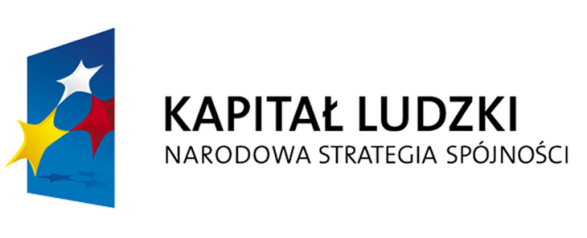 KAPITAŁ LUDZKI
NARODOWA STRATEGIA SPÓJNOŚCI